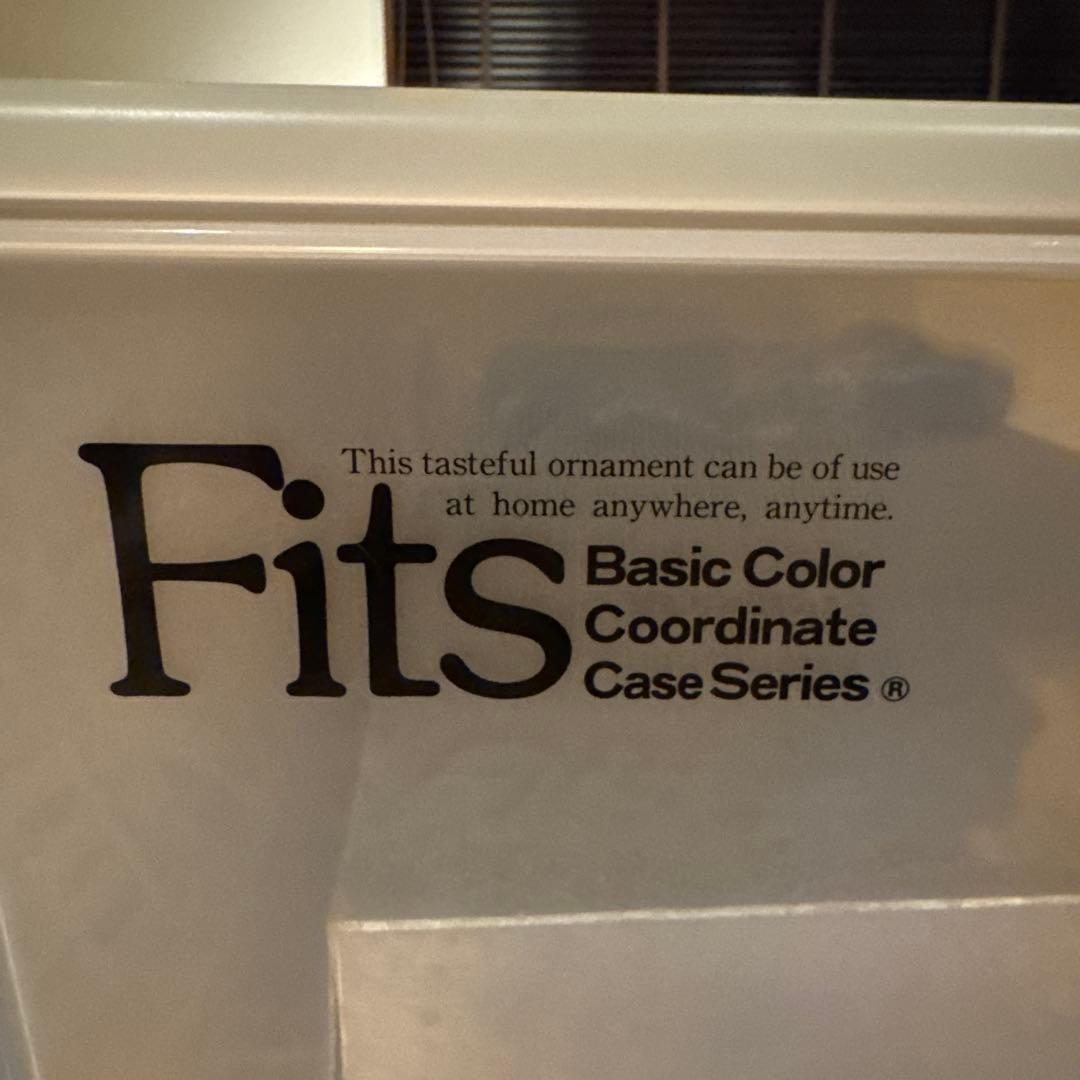 This tasteful ornament can be of use
at home anywhere, anytime.
Fits
Basic Color
Coordinate
Case Series ®